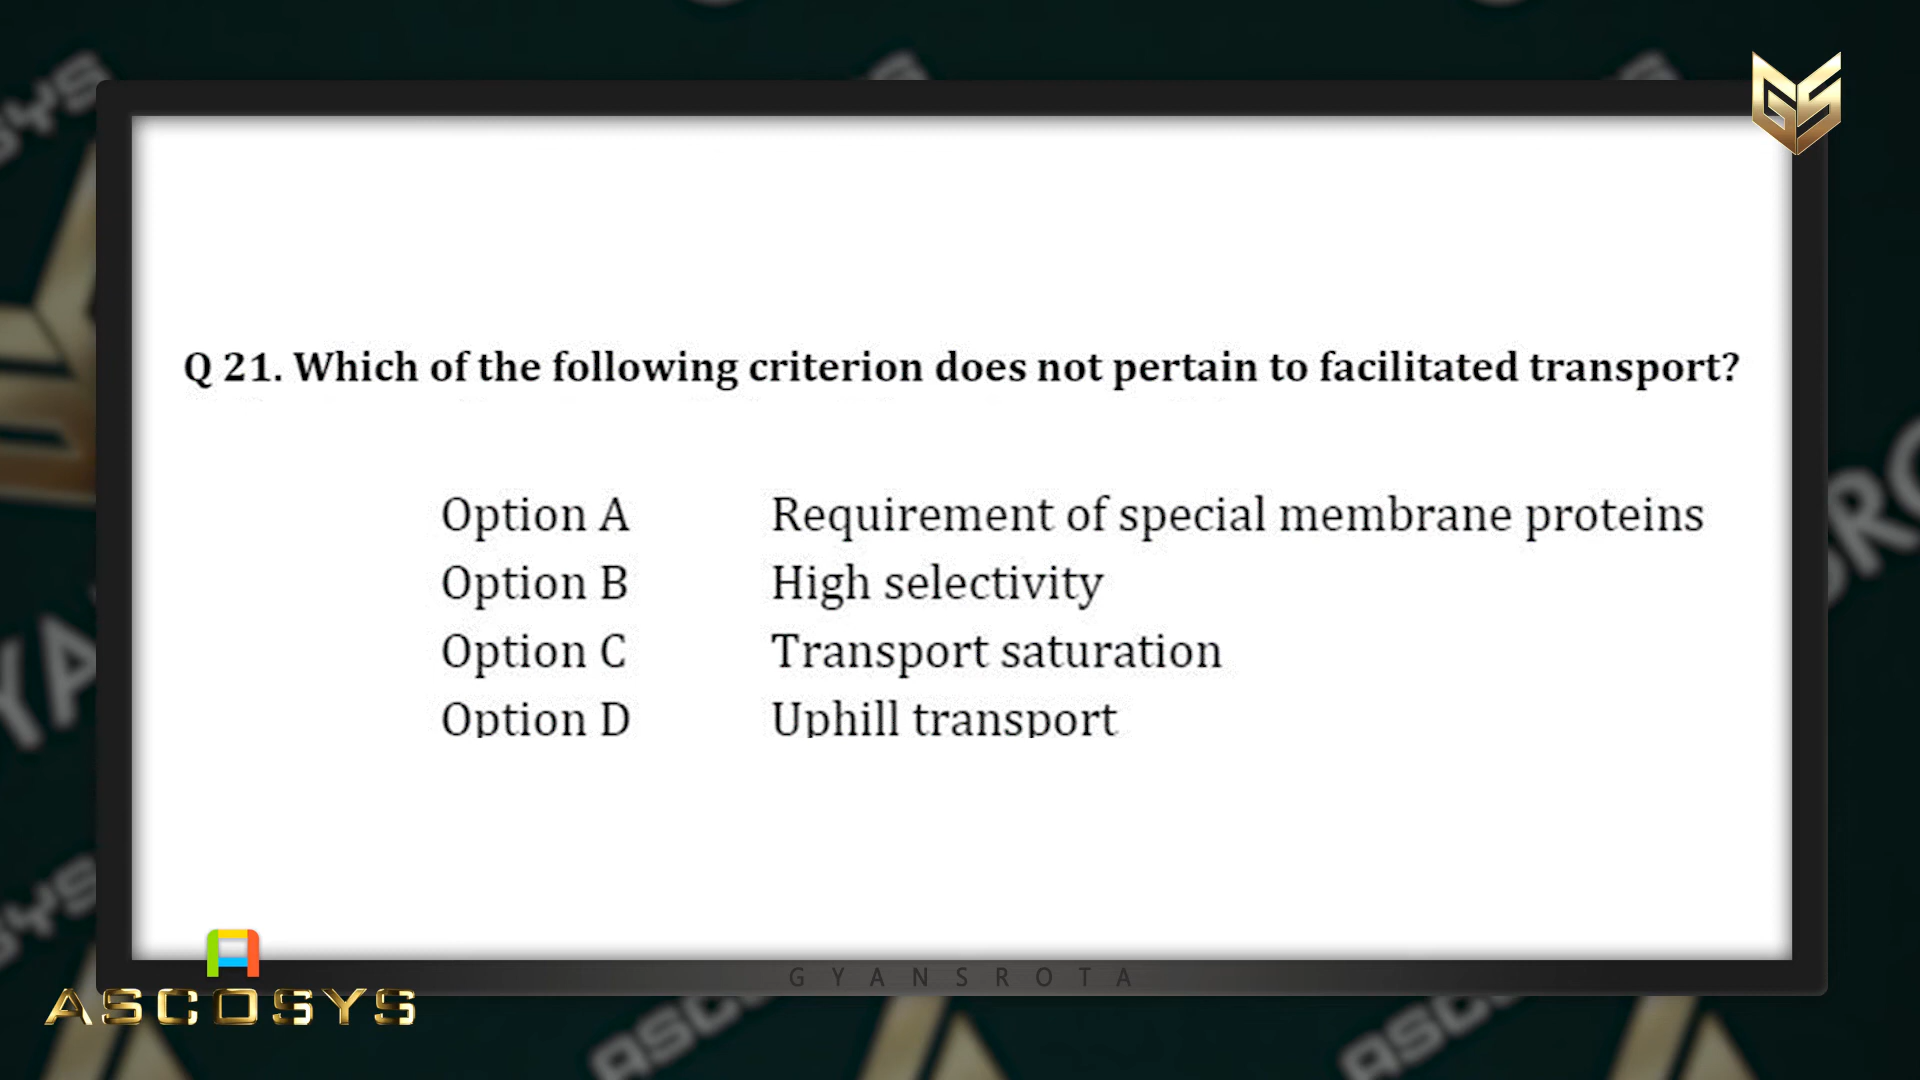 GS
Q 21. Which of the following criterion does not pertain to facilitated transport?
Option A Requirement of special membrane proteins
Option B High selectivity
Option C Transport saturation
Option D Uphill transport
GYANSROTA
ASCOSYS